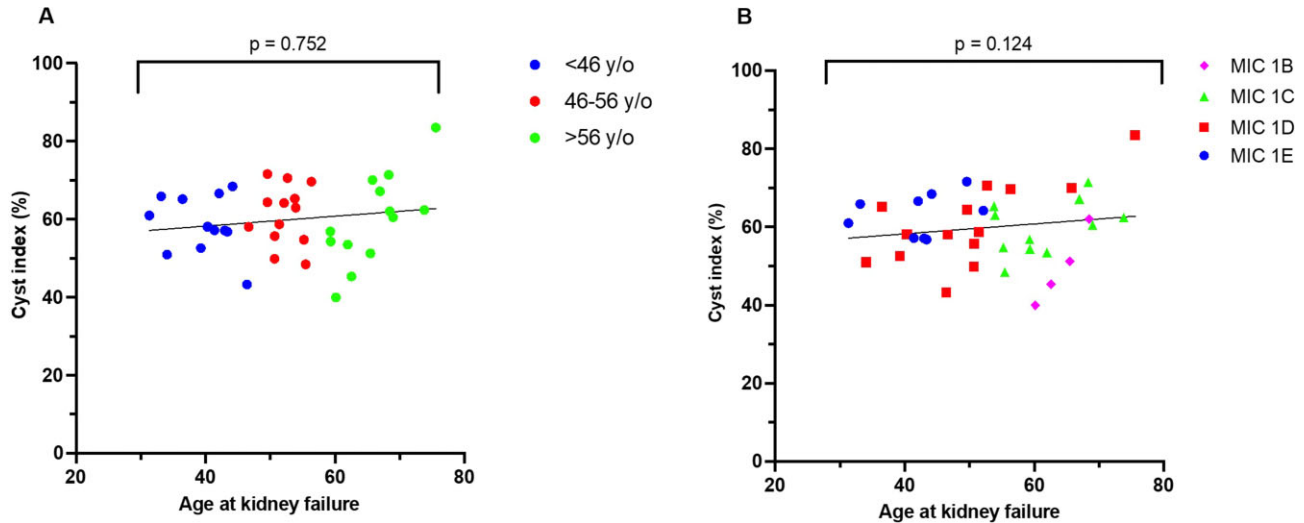 A
p = 0.752
100
80
60
40
20
0
Cyst index (%)
20
40
60
80
Age at kidney failure
<46 y/o
46-56 y/o
>56 y/o
B
p = 0.124
100
80
60
40
20
0
Cyst index (%)
20
40
60
80
Age at kidney failure
MIC 1B
MIC 1C
MIC 1D
MIC 1E